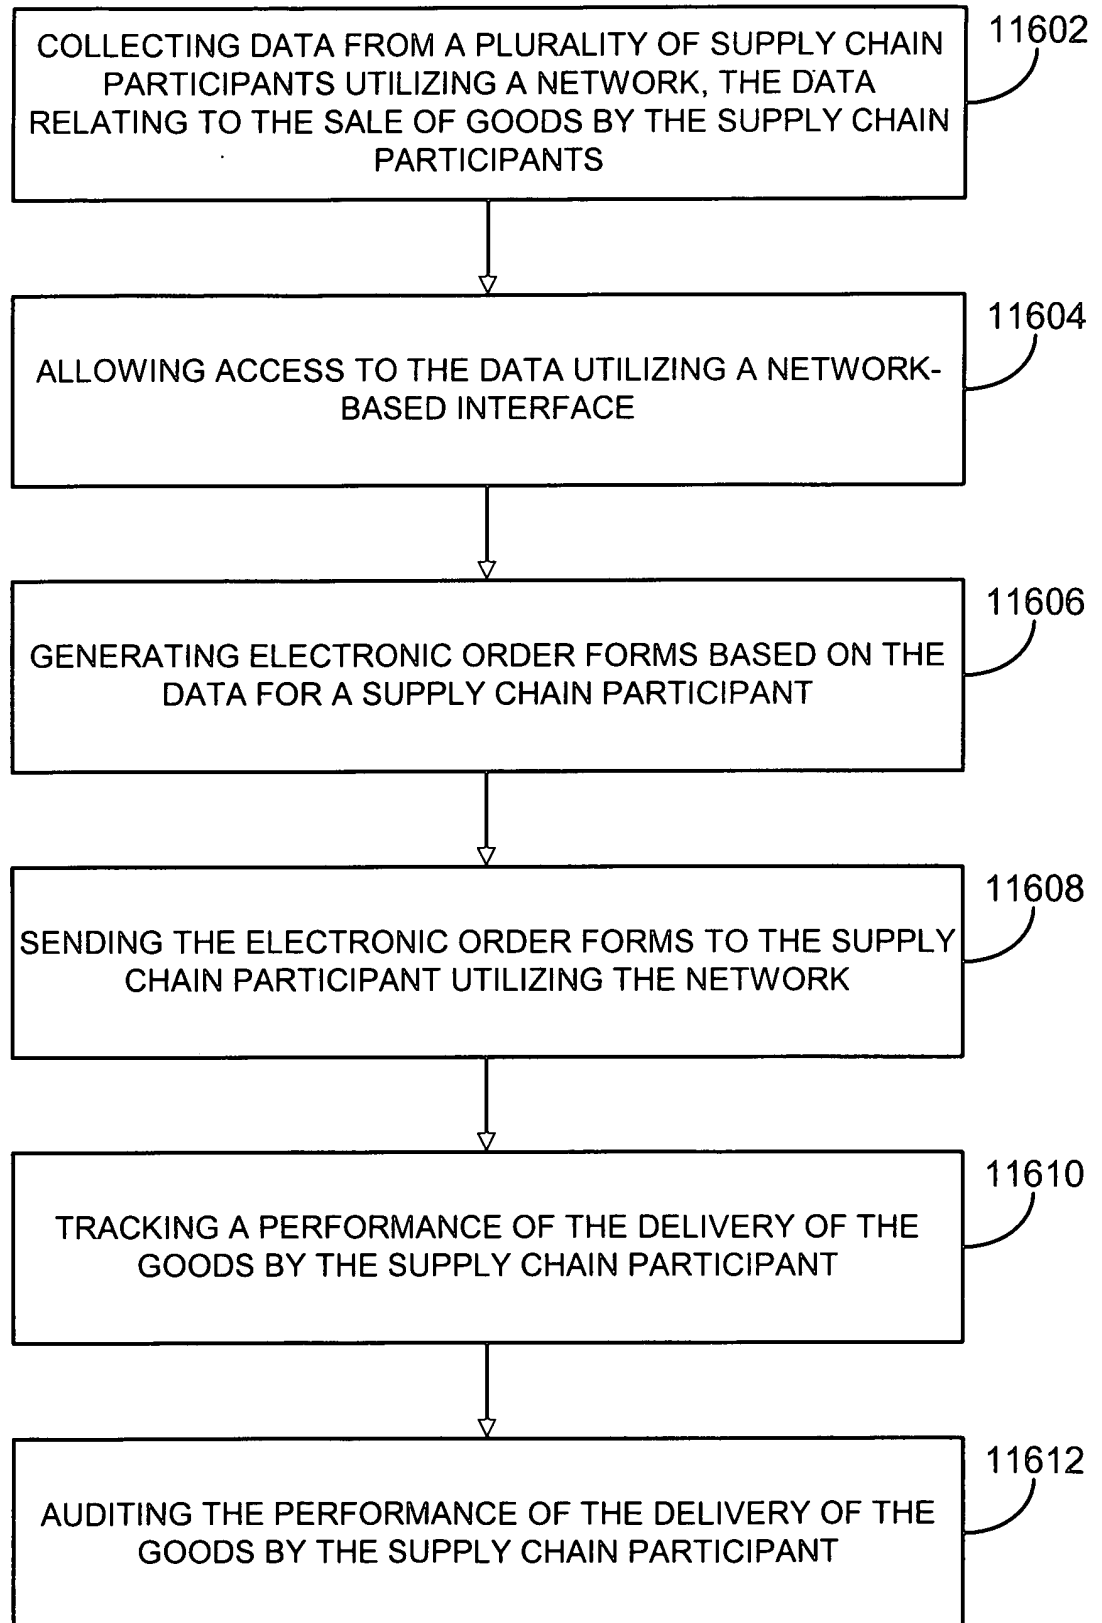 11602
COLLECTING DATA FROM A PLURALITY OF SUPPLY CHAIN
PARTICIPANTS UTILIZING A NETWORK, THE DATA
RELATING TO THE SALE OF GOODS BY THE SUPPLY CHAIN
PARTICIPANTS
11604
ALLOWING ACCESS TO THE DATA UTILIZING A NETWORK-
BASED INTERFACE
11606
GENERATING ELECTRONIC ORDER FORMS BASED ON THE
DATA FOR A SUPPLY CHAIN PARTICIPANT
11608
SENDING THE ELECTRONIC ORDER FORMS TO THE SUPPLY
CHAIN PARTICIPANT UTILIZING THE NETWORK
11610
TRACKING A PERFORMANCE OF THE DELIVERY OF THE
GOODS BY THE SUPPLY CHAIN PARTICIPANT
11612
AUDITING THE PERFORMANCE OF THE DELIVERY OF THE
GOODS BY THE SUPPLY CHAIN PARTICIPANT